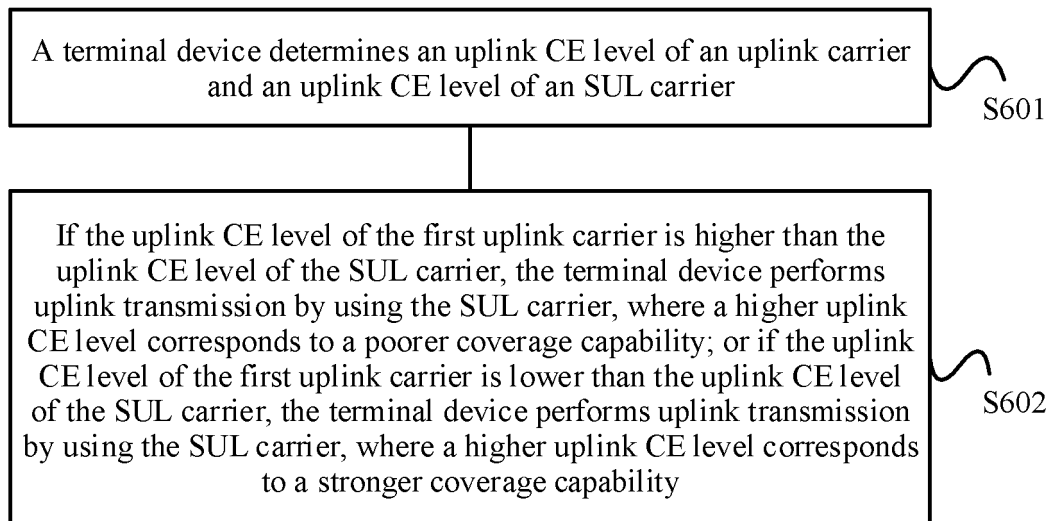 A terminal device determines an uplink CE level of an uplink carrier
and an uplink CE level of an SUL carrier
S601
If the uplink CE level of the first uplink carrier is higher than the
uplink CE level of the SUL carrier, the terminal device performs
uplink transmission by using the SUL carrier, where a higher uplink
CE level corresponds to a poorer coverage capability; or if the uplink
CE level of the first uplink carrier is lower than the uplink CE level
of the SUL carrier, the terminal device performs uplink transmission
by using the SUL carrier, where a higher uplink CE level corresponds
to a stronger coverage capability
S602